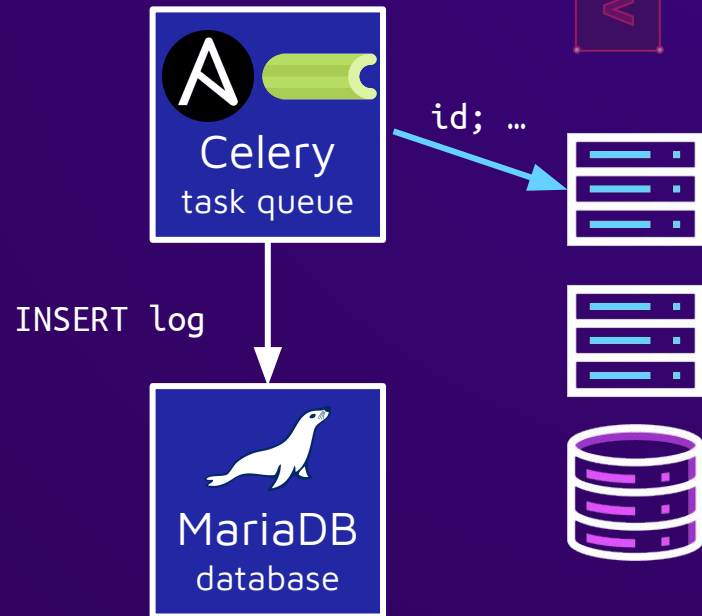 Celery
task queue
id; …
INSERT log
MariaDB
database